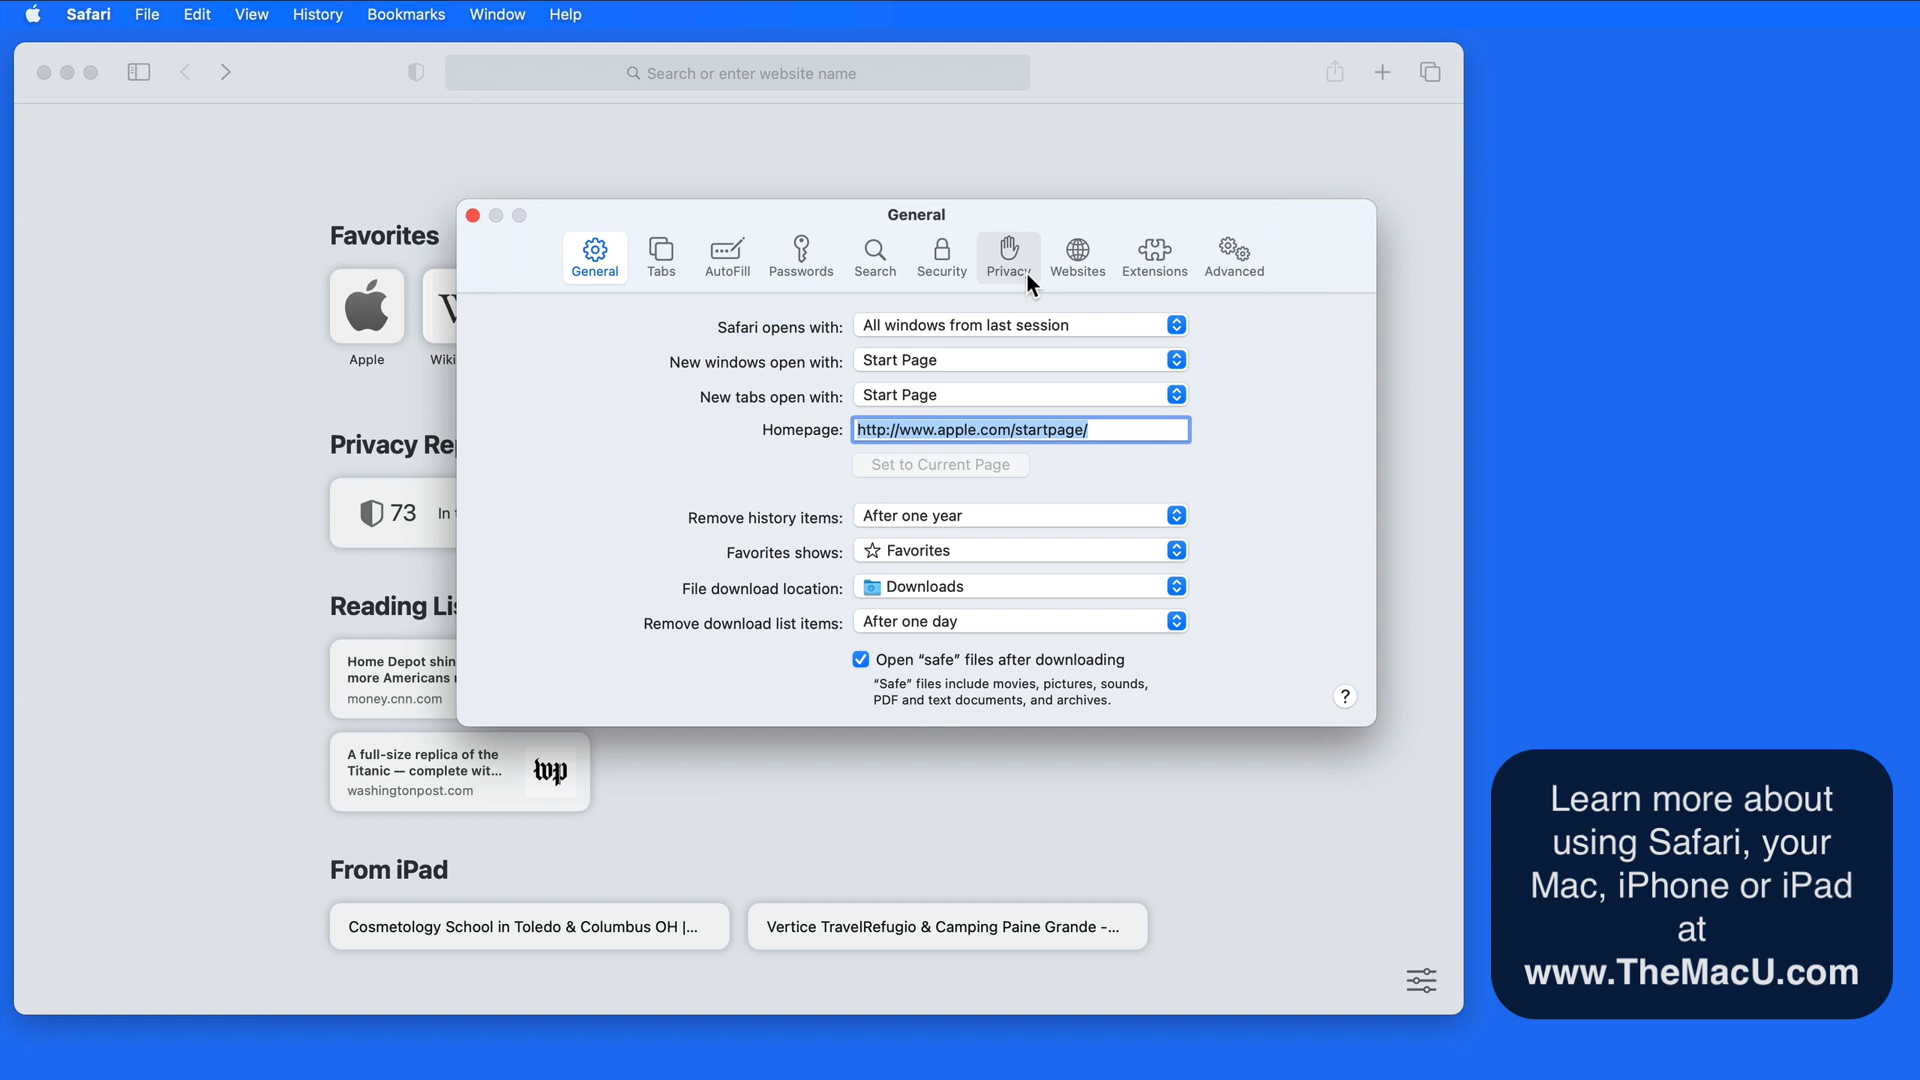 Safari File Edit View History Bookmarks Window Help
Search or enter website name
Favorites
Apple
Wiki
Privacy Re
73 In
Reading Lis
Home Depot shin
more Americans
money.cnn.com
A full-size replica of the
Titanic — complete wit...
washingtonpost.com
wp
From iPad
Cosmetology School in Toledo & Columbus OH |...
Vertice TravelRefugio & Camping Paine Grande -...
General
General Tabs AutoFill Passwords Search Security Privacy Websites Extensions Advanced
Safari opens with: All windows from last session
New windows open with: Start Page
New tabs open with: Start Page
Homepage: http://www.apple.com/startpage/
Set to Current Page
Remove history items: After one year
Favorites shows: Favorites
File download location: Downloads
Remove download list items: After one day
Open “safe” files after downloading
“Safe” files include movies, pictures, sounds,
PDF and text documents, and archives.
?
Learn more about
using Safari, your
Mac, iPhone or iPad
at
www.TheMacU.com